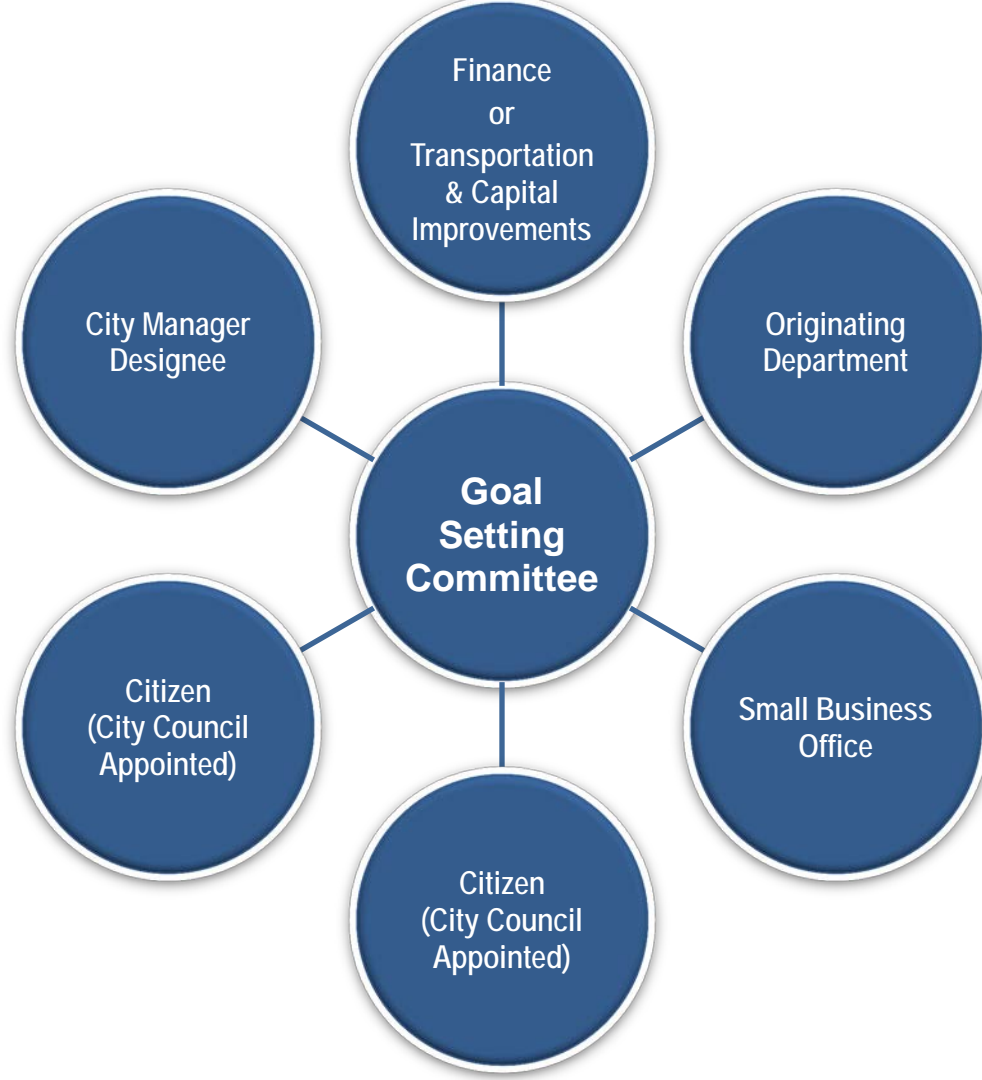 Finance
or
Transportation
& Capital
Improvements
City Manager
Designee
Originating
Department
Goal
Setting
Committee
Citizen
(City Council
Appointed)
Small Business
Office
Citizen
(City Council
Appointed)